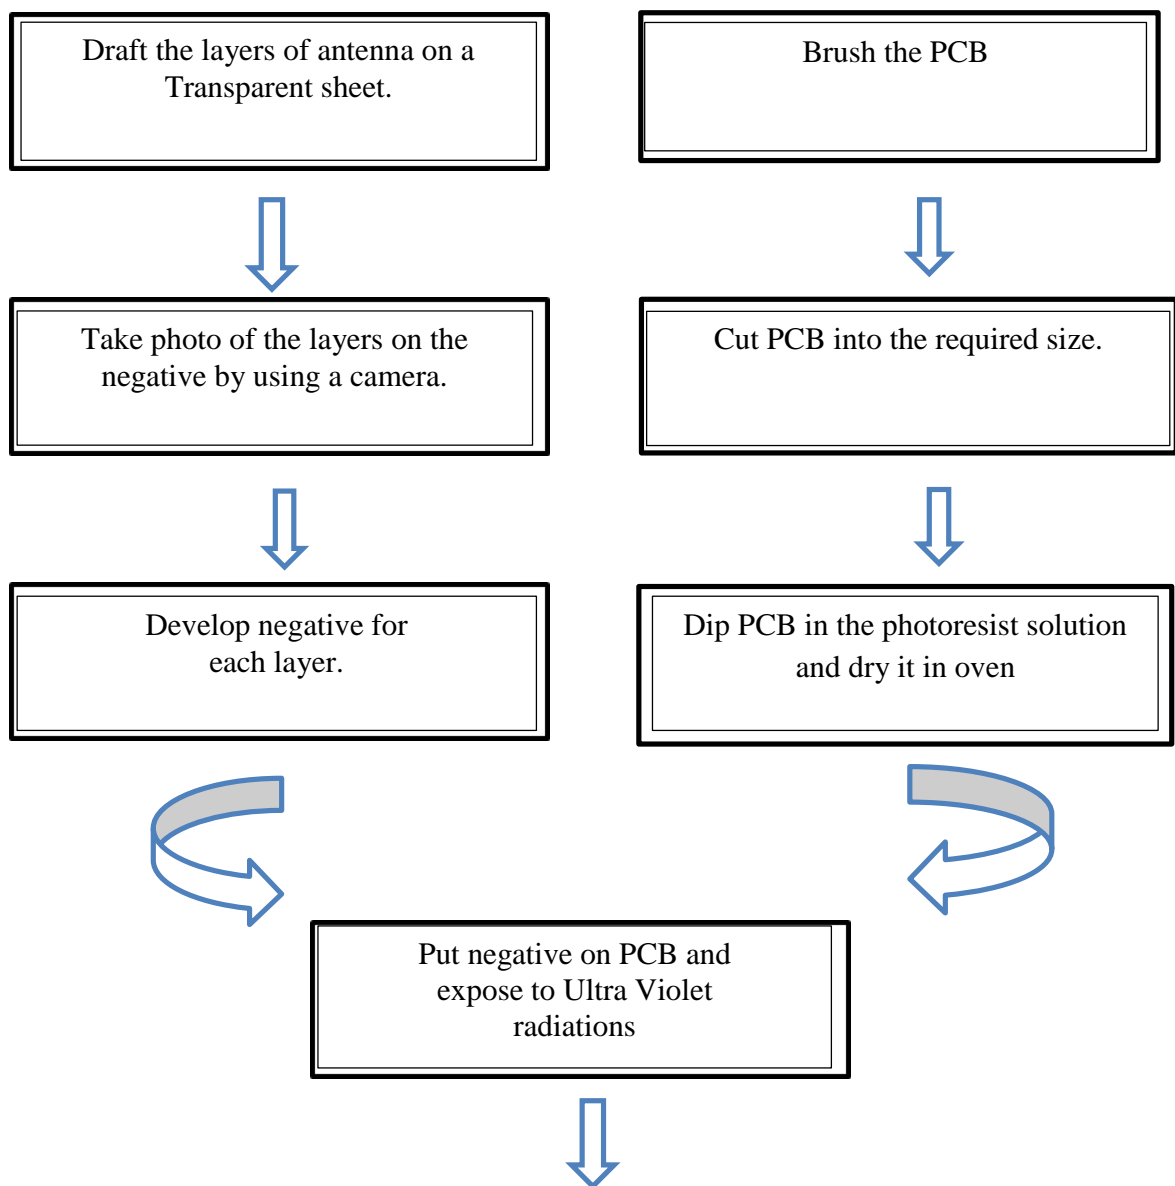 Draft the layers of antenna on a
Transparent sheet.
Brush the PCB
Take photo of the layers on the
negative by using a camera.
Cut PCB into the required size.
Develop negative for
each layer.
Dip PCB in the photoresist solution
and dry it in oven
Put negative on PCB and
expose to Ultra Violet
radiations